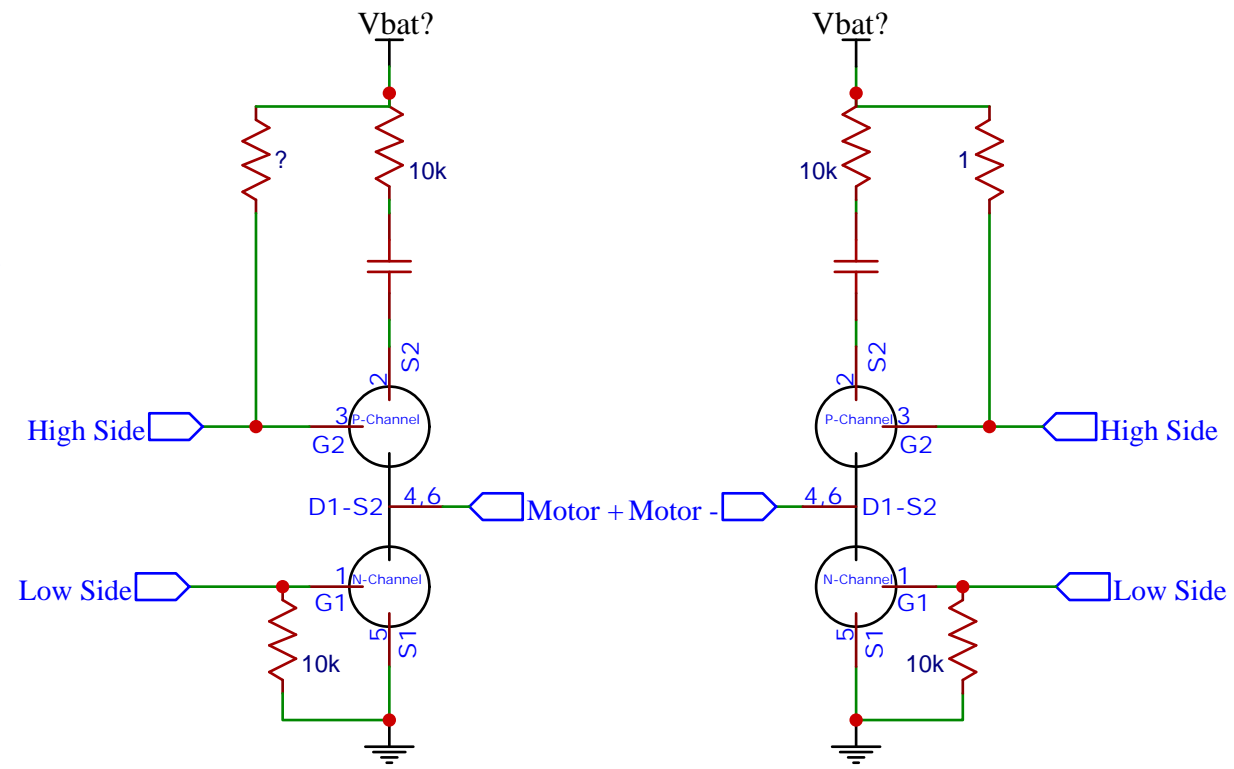 Vbat? Vbat?
? 10k 10k 1
S2 S2
2 2
High Side 3 P-Channel P-Channel 3 High Side
G2 G2
D1-S2 4,6 Motor + Motor - 4,6 D1-S2
Low Side 1 N-Channel N-Channel 1 Low Side
G1 G1
5 S1 5 S1
10k 10k